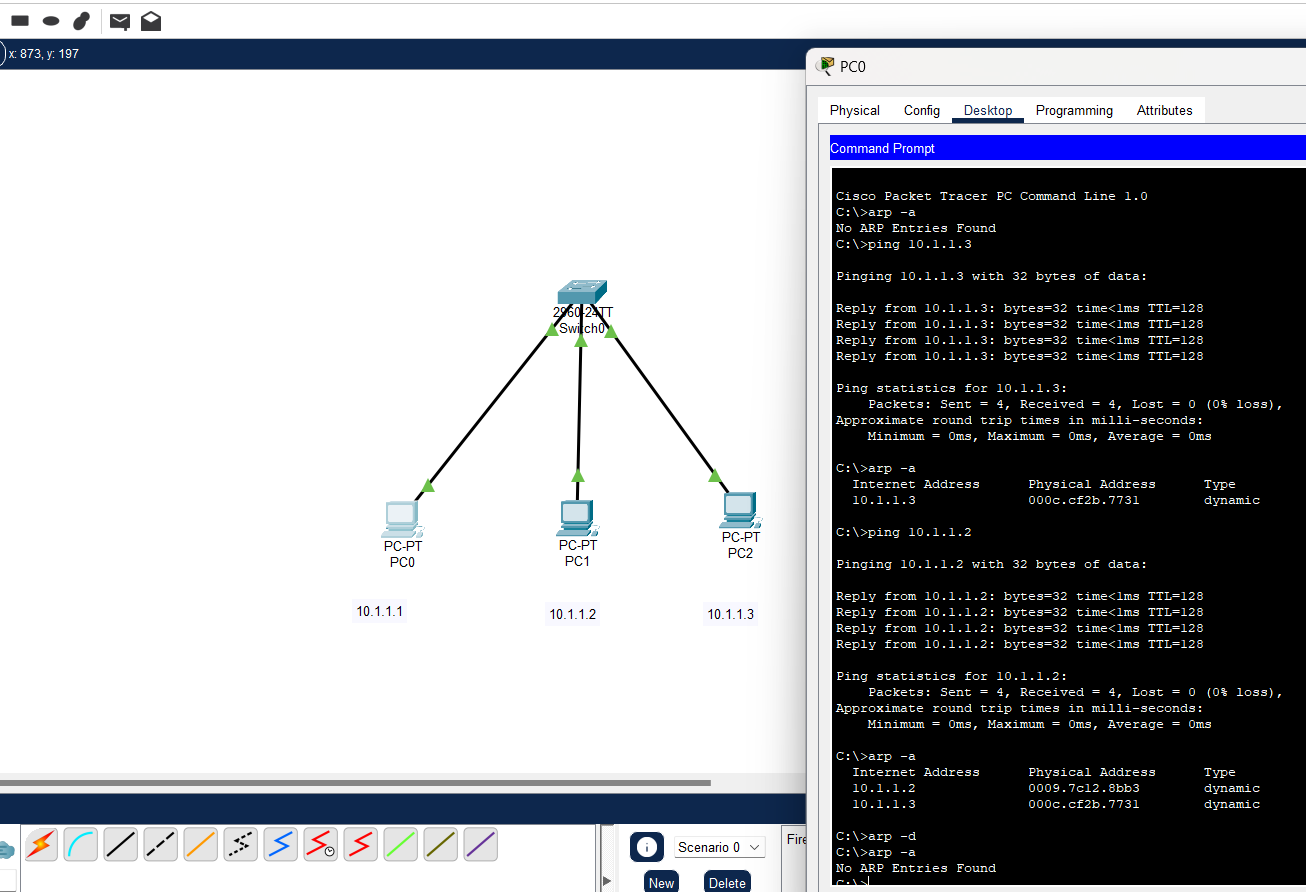 x: 873, y: 197
PC0
Physical Config Desktop Programming Attributes
Command Prompt
Cisco Packet Tracer PC Command Line 1.0
C:\>arp -a
No ARP Entries Found
C:\>ping 10.1.1.3
Pinging 10.1.1.3 with 32 bytes of data:
Reply from 10.1.1.3: bytes=32 time<1ms TTL=128
Reply from 10.1.1.3: bytes=32 time<1ms TTL=128
Reply from 10.1.1.3: bytes=32 time<1ms TTL=128
Reply from 10.1.1.3: bytes=32 time<1ms TTL=128
Ping statistics for 10.1.1.3:
Packets: Sent = 4, Received = 4, Lost = 0 (0% loss),
Approximate round trip times in milli-seconds:
Minimum = 0ms, Maximum = 0ms, Average = 0ms
C:\>arp -a
Internet Address Physical Address Type
10.1.1.3 000c.cf2b.7731 dynamic
C:\>ping 10.1.1.2
Pinging 10.1.1.2 with 32 bytes of data:
Reply from 10.1.1.2: bytes=32 time<1ms TTL=128
Reply from 10.1.1.2: bytes=32 time<1ms TTL=128
Reply from 10.1.1.2: bytes=32 time<1ms TTL=128
Reply from 10.1.1.2: bytes=32 time<1ms TTL=128
Ping statistics for 10.1.1.2:
Packets: Sent = 4, Received = 4, Lost = 0 (0% loss),
Approximate round trip times in milli-seconds:
Minimum = 0ms, Maximum = 0ms, Average = 0ms
C:\>arp -a
Internet Address Physical Address Type
10.1.1.2 0009.7c12.8bb3 dynamic
10.1.1.3 000c.cf2b.7731 dynamic
C:\>arp -d
C:\>arp -a
No ARP Entries Found
C:\>
2960-24TT
Switch0
PC-PT
PC0
PC-PT
PC1
PC-PT
PC2
10.1.1.1
10.1.1.2
10.1.1.3
Scenario 0
Fire
New Delete